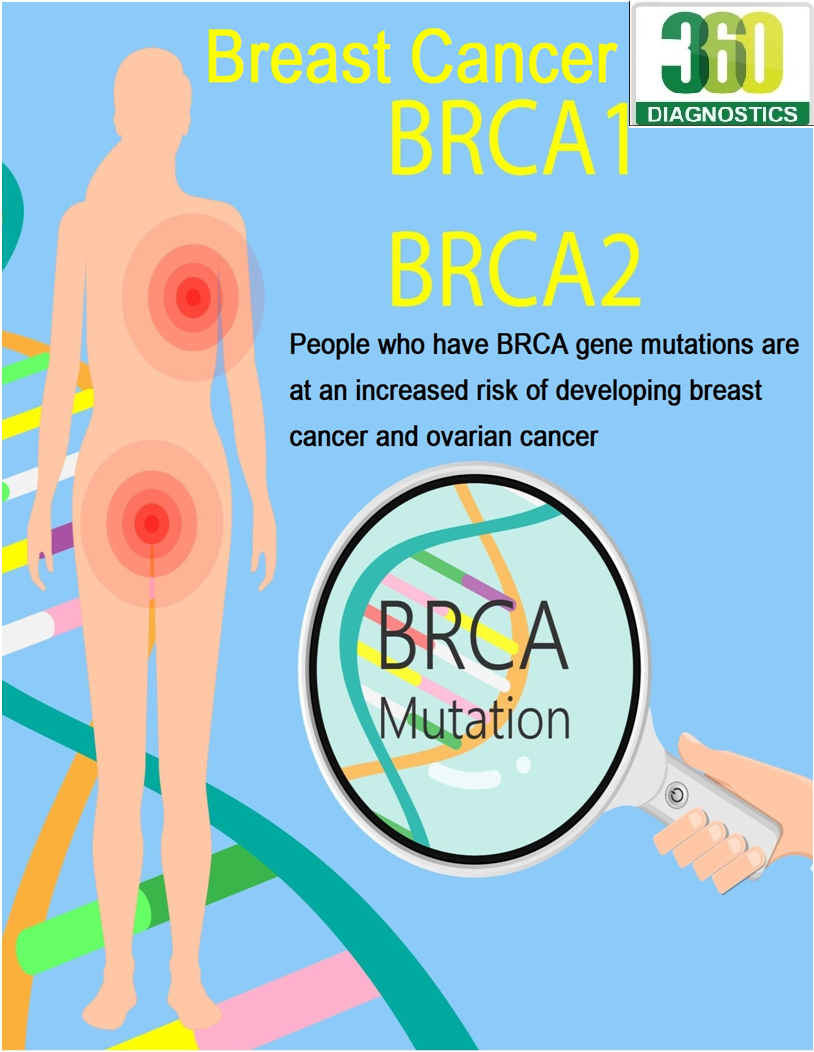 Breast Cancer
360
DIAGNOSTICS
BRCA1
BRCA2
People who have BRCA gene mutations are
at an increased risk of developing breast
cancer and ovarian cancer
BRCA
Mutation